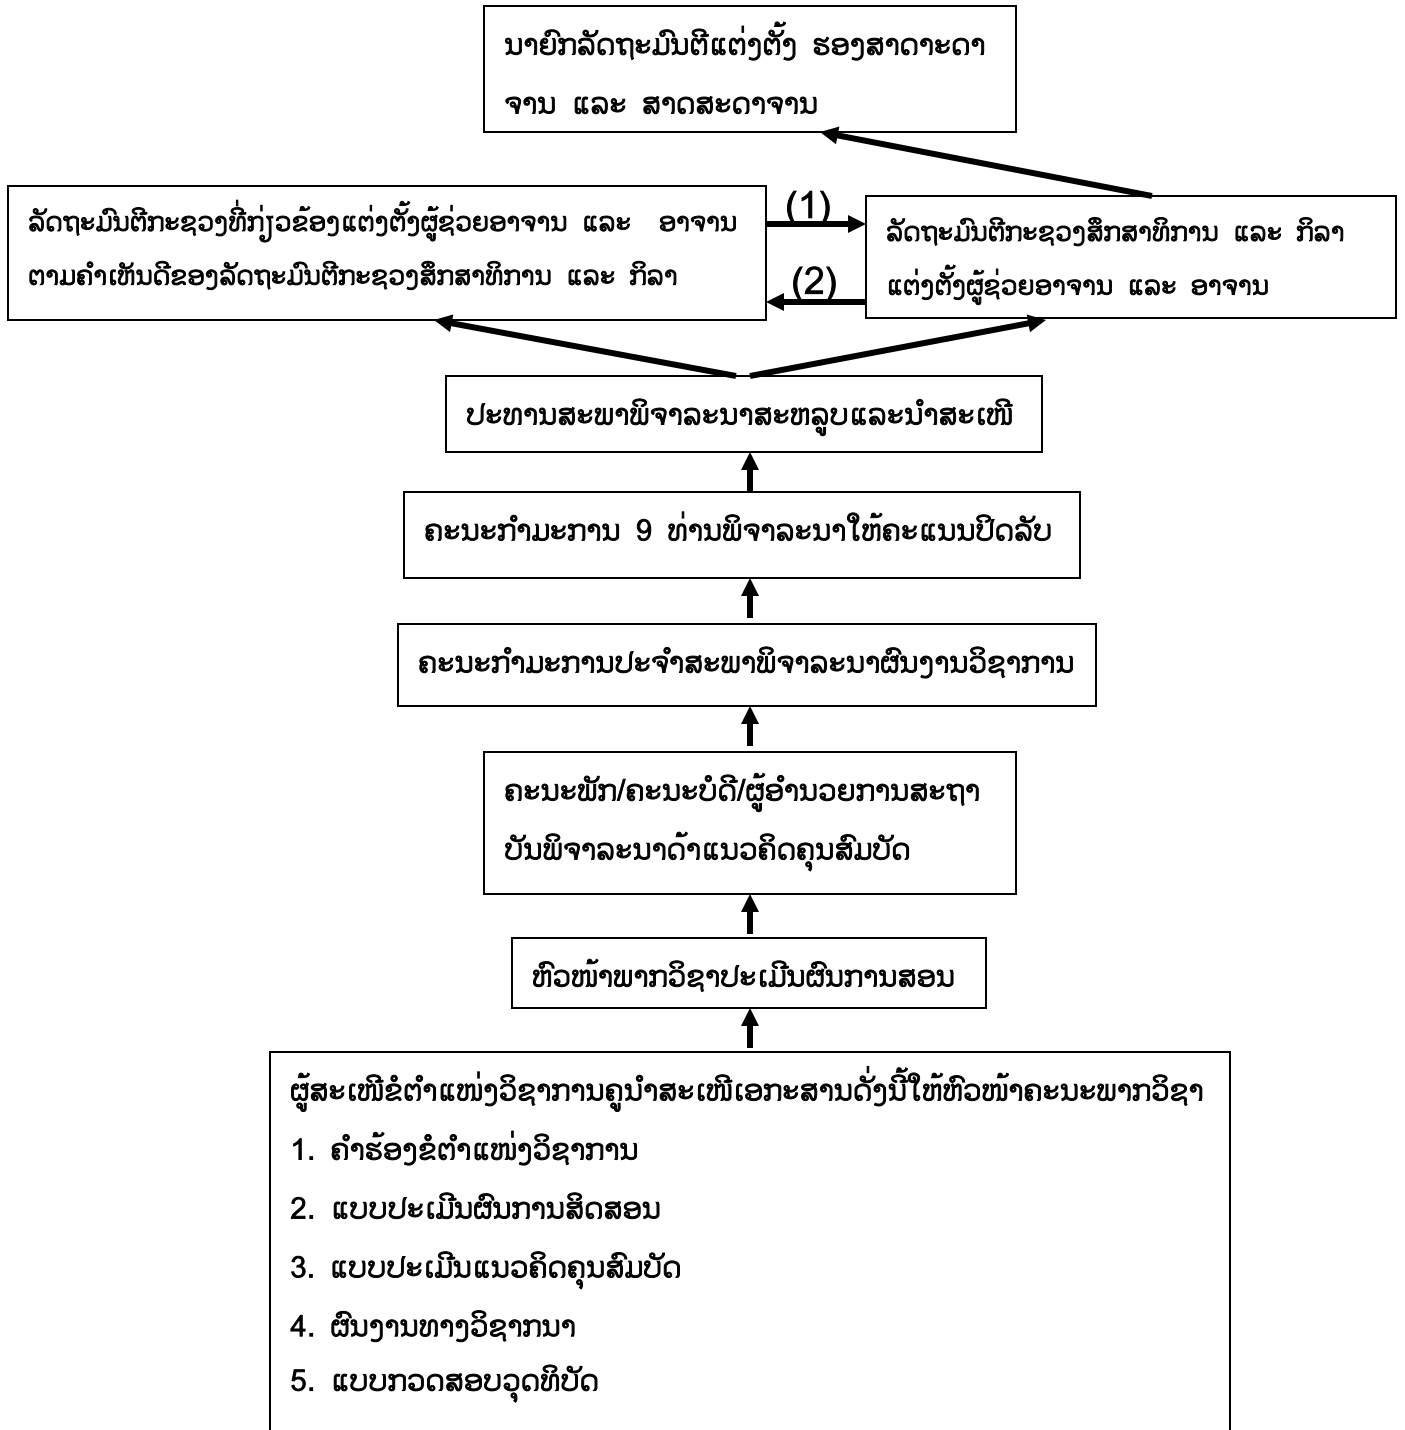 ນາຍົກລັດຖະມົນຕີແຕ່ງຕັ້ງ ຮອງສາດາະດາ
ຈານ ແລະ ສາດສະດາຈານ
ລັດຖະມົນຕີກະຊວງທີ່ກ່ຽວຂ້ອງແຕ່ງຕັ້ງຜູ້ຊ່ວຍອາຈານ ແລະ ອາຈານ
ຕາມຄຳເຫັນດີຂອງລັດຖະມົນຕີກະຊວງສຶກສາທິການ ແລະ ກິລາ
(1)
(2)
ລັດຖະມົນຕີກະຊວງສຶກສາທິການ ແລະ ກິລາ
ແຕ່ງຕັ້ງຜູ້ຊ່ວຍອາຈານ ແລະ ອາຈານ
ປະທານສະພາພິຈາລະນາສະຫລູບແລະນຳສະເໜີ
ຄະນະກຳມະການ 9 ທ່ານພິຈາລະນາໃຫ້ຄະແນນປິດລັບ
ຄະນະກຳມະການປະຈຳສະພາພິຈາລະນາຜົນງານວິຊາການ
ຄະນະພັກ/ຄະນະບໍດີ/ຜູ້ອຳນວຍການສະຖາ
ບັນພິຈາລະນາດ້າແນວຄິດຄຸນສົມບັດ
ຫົວໜ້າພາກວິຊາປະເມີນຜົນການສອນ
ຜູ້ສະເໜີຂໍຕຳແໜ່ງວິຊາການຄູນຳສະເໜີເອກະສານດັ່ງນີ້ໃຫ້ຫົວໜ້າຄະນະພາກວິຊາ
1. ຄຳຮ້ອງຂໍຕຳແໜ່ງວິຊາການ
2. ແບບປະເມີນຜົນການສິດສອນ
3. ແບບປະເມີນແນວຄິດຄຸນສົມບັດ
4. ຜົນງານທາງວິຊາກນາ
5. ແບບກວດສອບວຸດທິບັດ